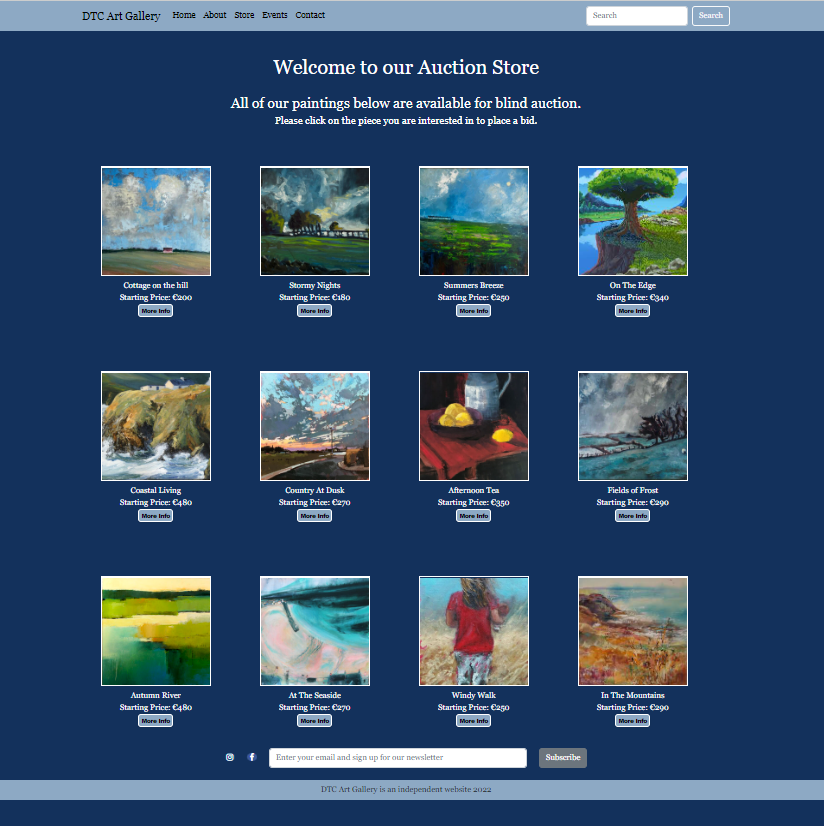 DTC Art Gallery Home About Store Events Contact Search Search
Welcome to our Auction Store
All of our paintings below are available for blind auction.
Please click on the piece you are interested in to place a bid.
Cottage on the hill Stormy Nights Summers Breeze On The Edge
Starting Price: €200 Starting Price: €180 Starting Price: €250 Starting Price: €340
More Info More Info More Info More Info
Coastal Living Country At Dusk Afternoon Tea Fields of Frost
Starting Price: €480 Starting Price: €270 Starting Price: €350 Starting Price: €290
More Info More Info More Info More Info
Autumn River At The Seaside Windy Walk In The Mountains
Starting Price: €480 Starting Price: €270 Starting Price: €250 Starting Price: €290
More Info More Info More Info More Info
Enter your email and sign up for our newsletter Subscribe
DTC Art Gallery is an independent website 2022